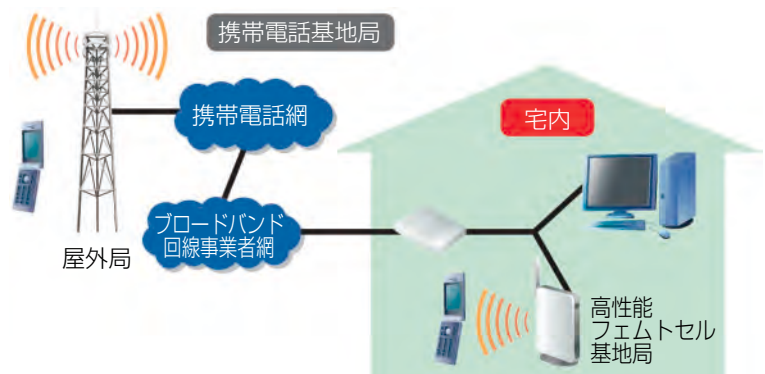 携帯電話基地局
携帯電話網
宅内
ブロードバンド
回線事業者網
屋外局
高性能
フェムトセル
基地局